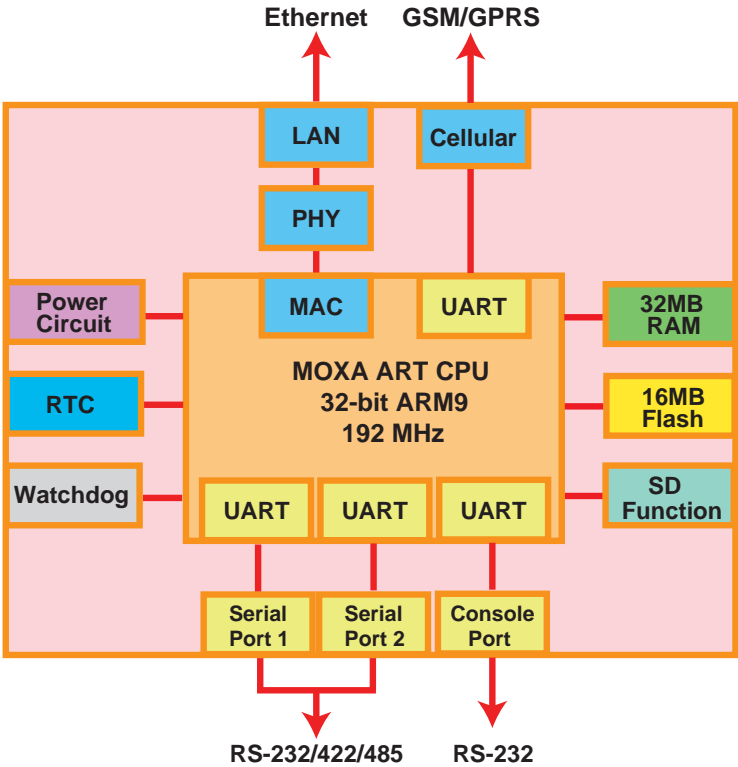 Ethernet
GSM/GPRS
LAN
Cellular
PHY
MAC
UART
Power
Circuit
32MB
RAM
MOXA ART CPU
32-bit ARM9
192 MHz
RTC
16MB
Flash
Watchdog
SD
Function
UART
UART
UART
Serial
Port 1
Serial
Port 2
Console
Port
RS-232/422/485
RS-232